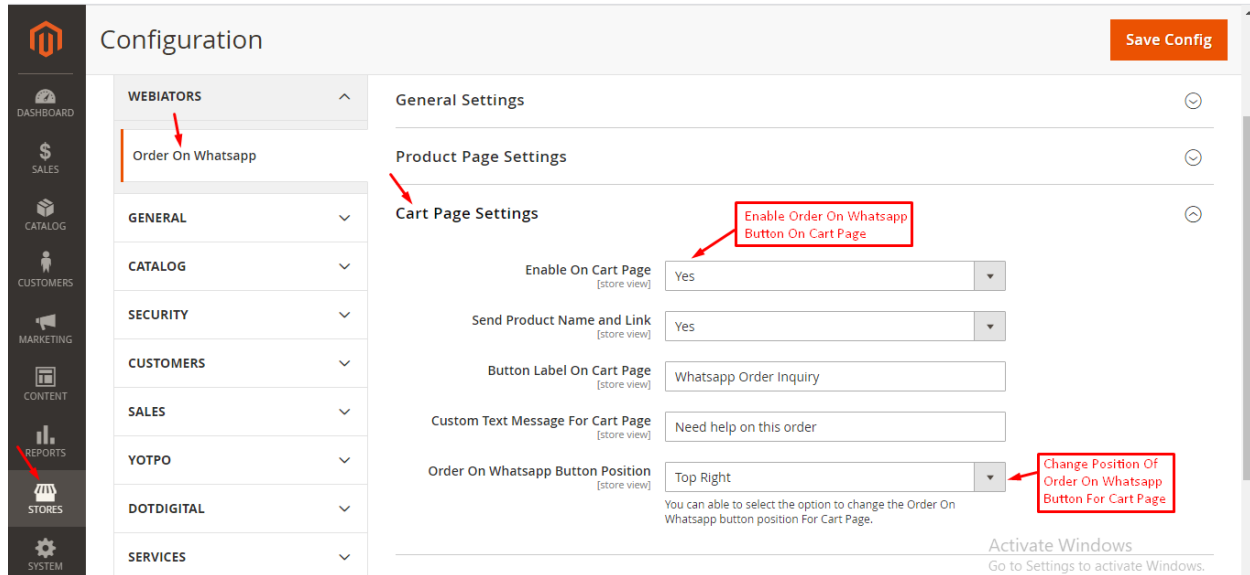 Configuration
Save Config
DASHBOARD
SALES
CATALOG
CUSTOMERS
MARKETING
CONTENT
REPORTS
STORES
SYSTEM
WEBIATORS
Order On Whatsapp
GENERAL
CATALOG
SECURITY
CUSTOMERS
SALES
YOTPO
DOTDIGITAL
SERVICES
General Settings
Product Page Settings
Cart Page Settings
Enable Order On Whatsapp
Button On Cart Page
Enable On Cart Page
[store view]
Yes
Send Product Name and Link
[store view]
Yes
Button Label On Cart Page
[store view]
Whatsapp Order Inquiry
Custom Text Message For Cart Page
[store view]
Need help on this order
Order On Whatsapp Button Position
[store view]
Top Right
Change Position Of
Order On Whatsapp
Button For Cart Page
You can able to select the option to change the Order On
Whatsapp button position For Cart Page.
Activate Windows
Go to Settings to activate Windows.